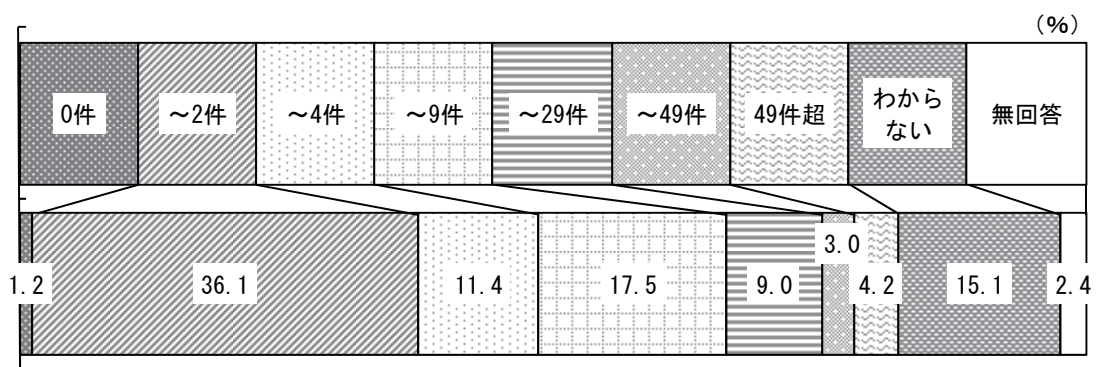 (%)
0件
～2件
～4件
～9件
～29件
～49件
49件超
わから
ない
無回答
1.2
36.1
11.4
17.5
9.0
3.0
4.2
15.1
2.4